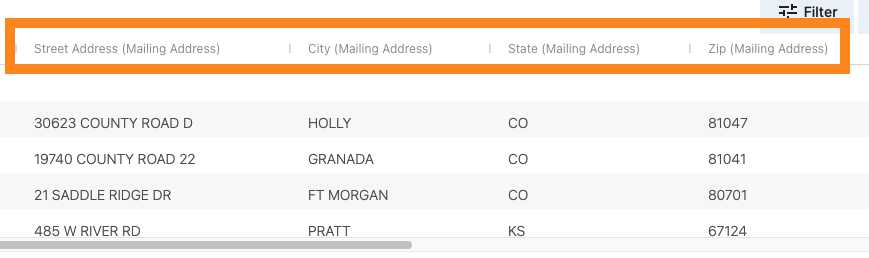 Filter
Street Address (Mailing Address) City (Mailing Address) State (Mailing Address) Zip (Mailing Address)
30623 COUNTY ROAD D HOLLY CO 81047
19740 COUNTY ROAD 22 GRANADA CO 81041
21 SADDLE RIDGE DR FT MORGAN CO 80701
485 W RIVER RD PRATT KS 67124